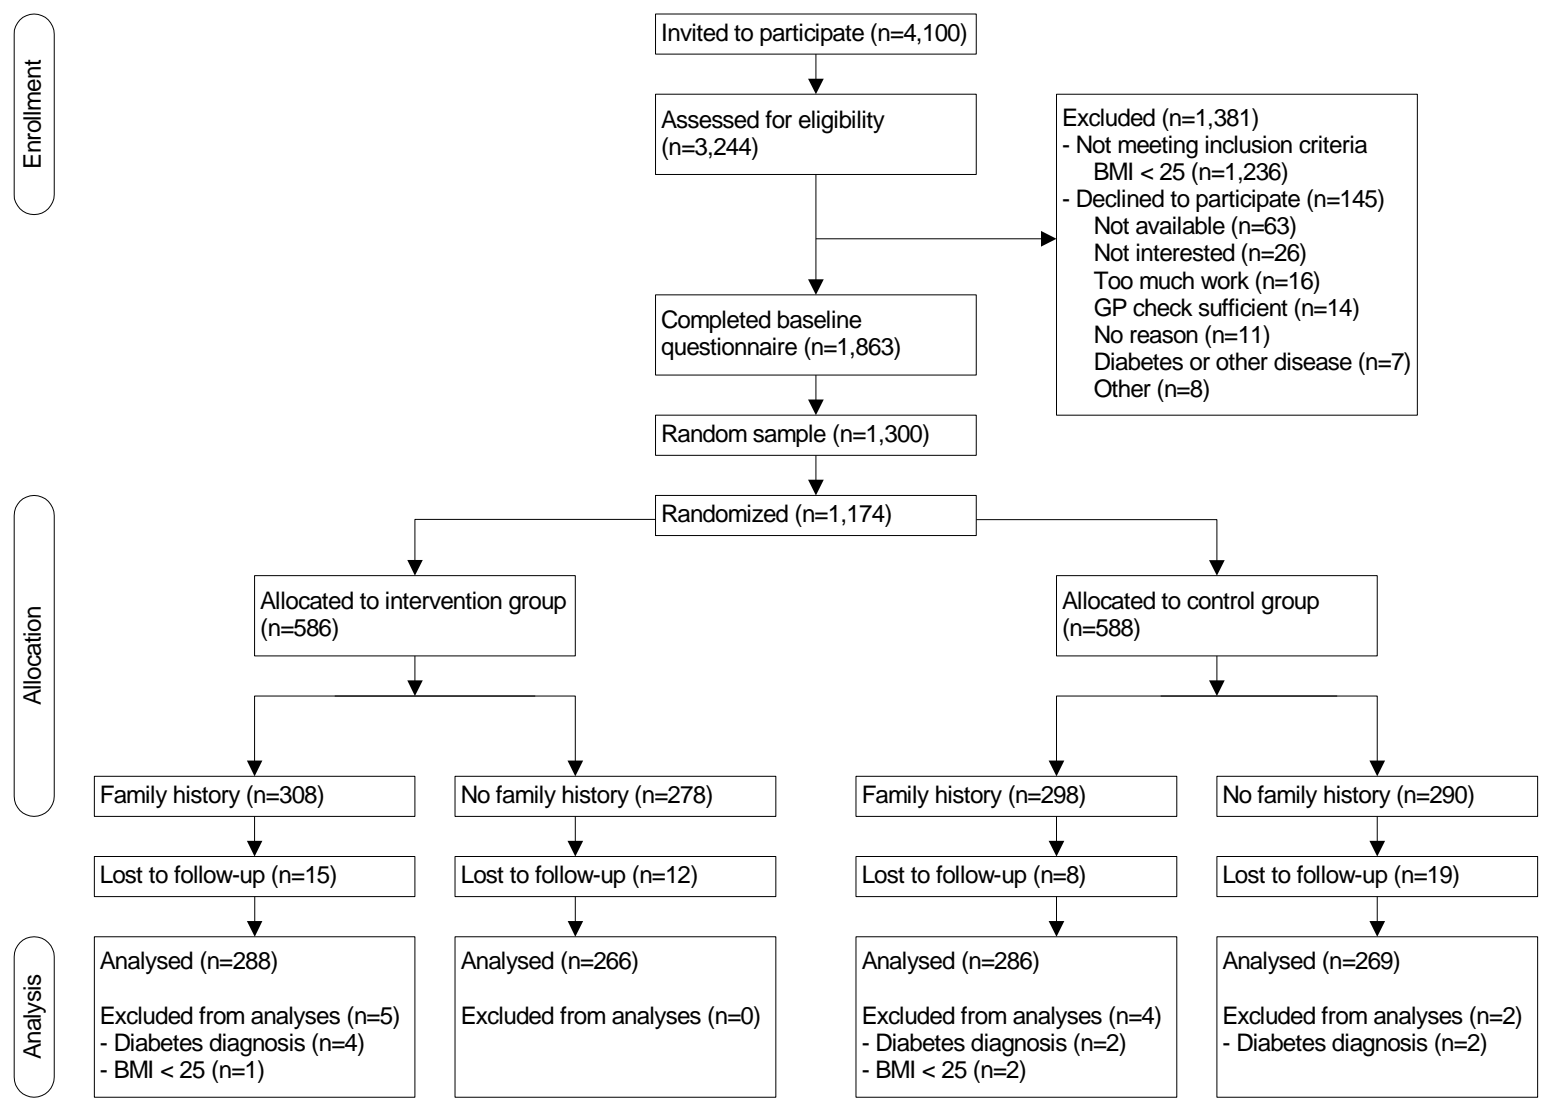 Enrollment
Invited to participate (n=4,100)
Assessed for eligibility
(n=3,244)
Excluded (n=1,381)
- Not meeting inclusion criteria
BMI < 25 (n=1,236)
- Declined to participate (n=145)
Not available (n=63)
Not interested (n=26)
Too much work (n=16)
GP check sufficient (n=14)
No reason (n=11)
Diabetes or other disease (n=7)
Other (n=8)
Completed baseline
questionnaire (n=1,863)
Random sample (n=1,300)
Randomized (n=1,174)
Allocation
Allocated to intervention group
(n=586)
Allocated to control group
(n=588)
Family history (n=308)
No family history (n=278)
Family history (n=298)
No family history (n=290)
Lost to follow-up (n=15)
Lost to follow-up (n=12)
Lost to follow-up (n=8)
Lost to follow-up (n=19)
Analysis
Analysed (n=288)
Excluded from analyses (n=5)
- Diabetes diagnosis (n=4)
- BMI < 25 (n=1)
Analysed (n=266)
Excluded from analyses (n=0)
Analysed (n=286)
Excluded from analyses (n=4)
- Diabetes diagnosis (n=2)
- BMI < 25 (n=2)
Analysed (n=269)
Excluded from analyses (n=2)
- Diabetes diagnosis (n=2)